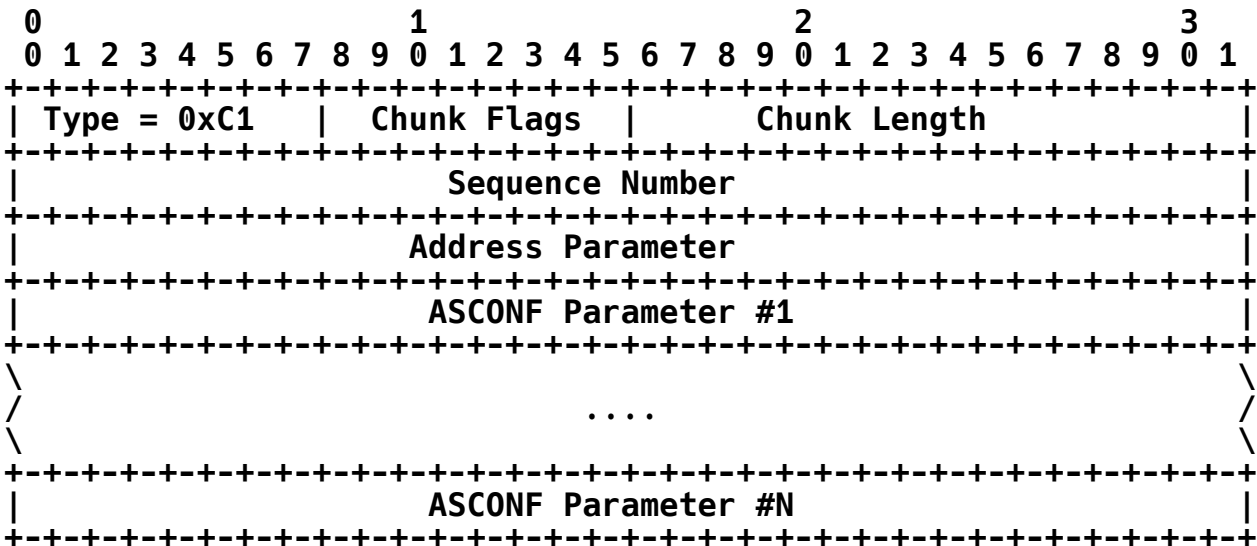 0                   1                   2                   3
 0 1 2 3 4 5 6 7 8 9 0 1 2 3 4 5 6 7 8 9 0 1 2 3 4 5 6 7 8 9 0 1
+-+-+-+-+-+-+-+-+-+-+-+-+-+-+-+-+-+-+-+-+-+-+-+-+-+-+-+-+-+-+-+-+
| Type = 0xC1   |  Chunk Flags  |      Chunk Length             |
+-+-+-+-+-+-+-+-+-+-+-+-+-+-+-+-+-+-+-+-+-+-+-+-+-+-+-+-+-+-+-+-+
|                      Sequence Number                          |
+-+-+-+-+-+-+-+-+-+-+-+-+-+-+-+-+-+-+-+-+-+-+-+-+-+-+-+-+-+-+-+-+
|                    Address Parameter                          |
+-+-+-+-+-+-+-+-+-+-+-+-+-+-+-+-+-+-+-+-+-+-+-+-+-+-+-+-+-+-+-+-+
|                     ASCONF Parameter #1                       |
+-+-+-+-+-+-+-+-+-+-+-+-+-+-+-+-+-+-+-+-+-+-+-+-+-+-+-+-+-+-+-+-+
\                                                               \
/                             ....                              /
\                                                               \
+-+-+-+-+-+-+-+-+-+-+-+-+-+-+-+-+-+-+-+-+-+-+-+-+-+-+-+-+-+-+-+-+
|                     ASCONF Parameter #N                       |
+-+-+-+-+-+-+-+-+-+-+-+-+-+-+-+-+-+-+-+-+-+-+-+-+-+-+-+-+-+-+-+-+